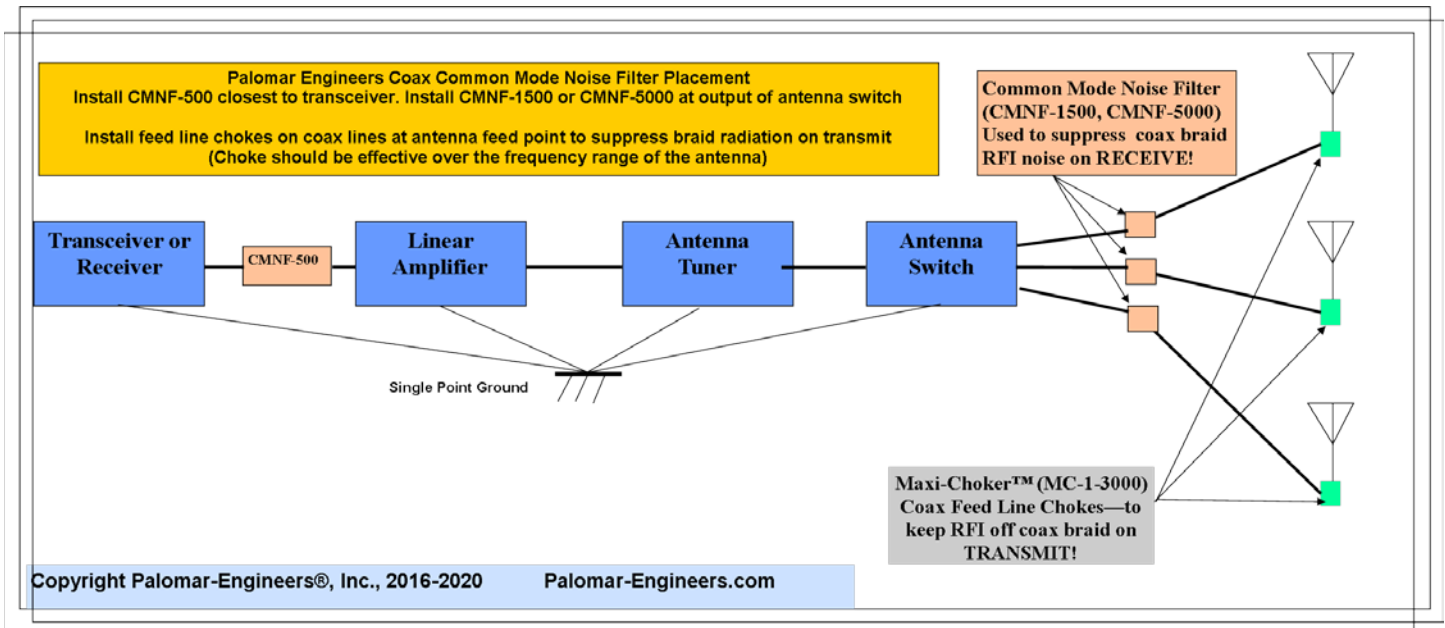 Palomar Engineers Coax Common Mode Noise Filter Placement
Install CMNF-500 closest to transceiver. Install CMNF-1500 or CMNF-5000 at output of antenna switch
Install feed line chokes on coax lines at antenna feed point to suppress braid radiation on transmit
(Choke should be effective over the frequency range of the antenna)
Common Mode Noise Filter
(CMNF-1500, CMNF-5000)
Used to suppress coax braid
RFI noise on RECEIVE!
Transceiver or
Receiver
CMNF-500
Linear
Amplifier
Antenna
Tuner
Antenna
Switch
Single Point Ground
Maxi-Choker™ (MC-1-3000)
Coax Feed Line Chokes—to
keep RFI off coax braid on
TRANSMIT!
Copyright Palomar-Engineers®, Inc., 2016-2020 Palomar-Engineers.com